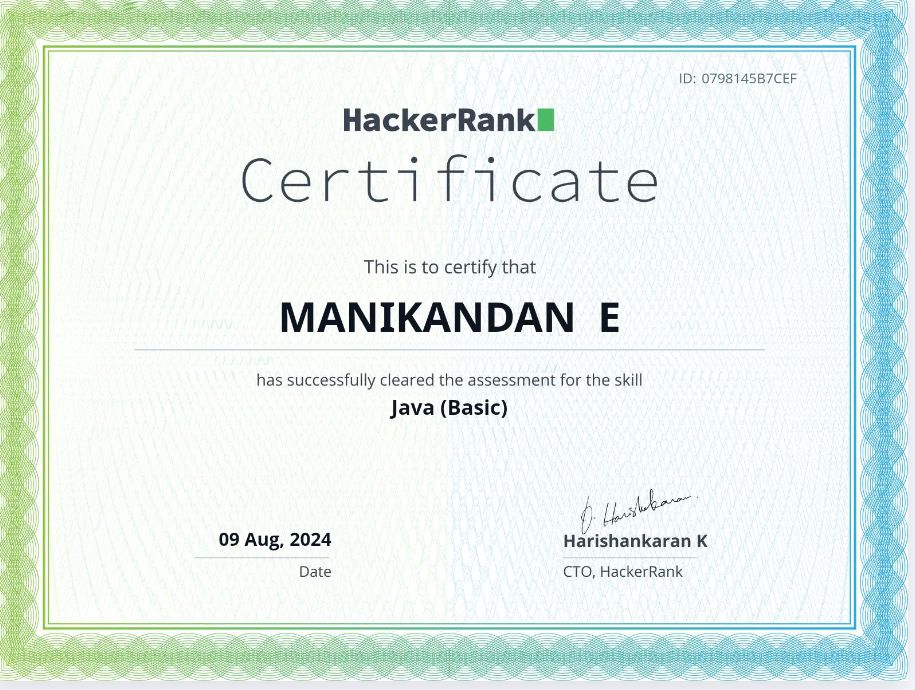 ID: 0798145B7CEF
HackerRank
Certificate
This is to certify that
MANIKANDAN E
has successfully cleared the assessment for the skill
Java (Basic)
09 Aug, 2024
Date
Harishankaran K
CTO, HackerRank